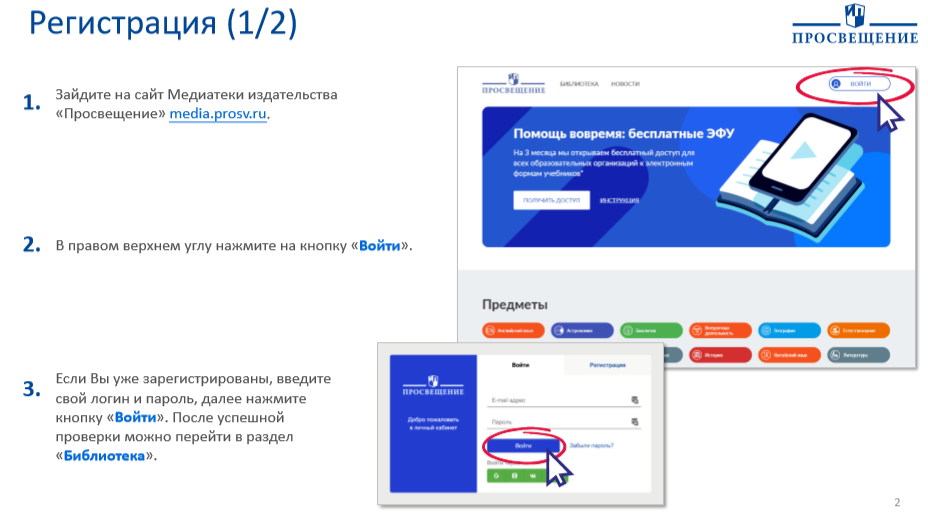 Регистрация (1/2)
ПРОСВЕЩЕНИЕ
1.
Зайдите на сайт Медиатеки издательства
«Просвещение» media.prosv.ru.
2.
В правом верхнем углу нажмите на кнопку «Войти».
3.
Если Вы уже зарегистрированы, введите
свой логин и пароль, далее нажмите
кнопку «Войти». После успешной
проверки можно перейти в раздел
«Библиотека».
ПРОСВЕЩЕНИЕ
БИБЛИОТЕКА НОВОСТИ
ВОЙТИ
Помощь вовремя: бесплатные ЭФУ
На 3 месяца мы открываем бесплатный доступ для
всех образовательных организаций к электронным
формам учебников*
ПОЛУЧИТЬ ДОСТУП ИНСТРУКЦИЯ
Предметы
Английский язык Астрономия Биология Внеурочная деятельность География Естествознание
История Китайский язык Литература
ПРОСВЕЩЕНИЕ
Добро пожаловать
в личный кабинет
Войти Регистрация
E-mail адрес
Пароль
Войти Забыли пароль?
2